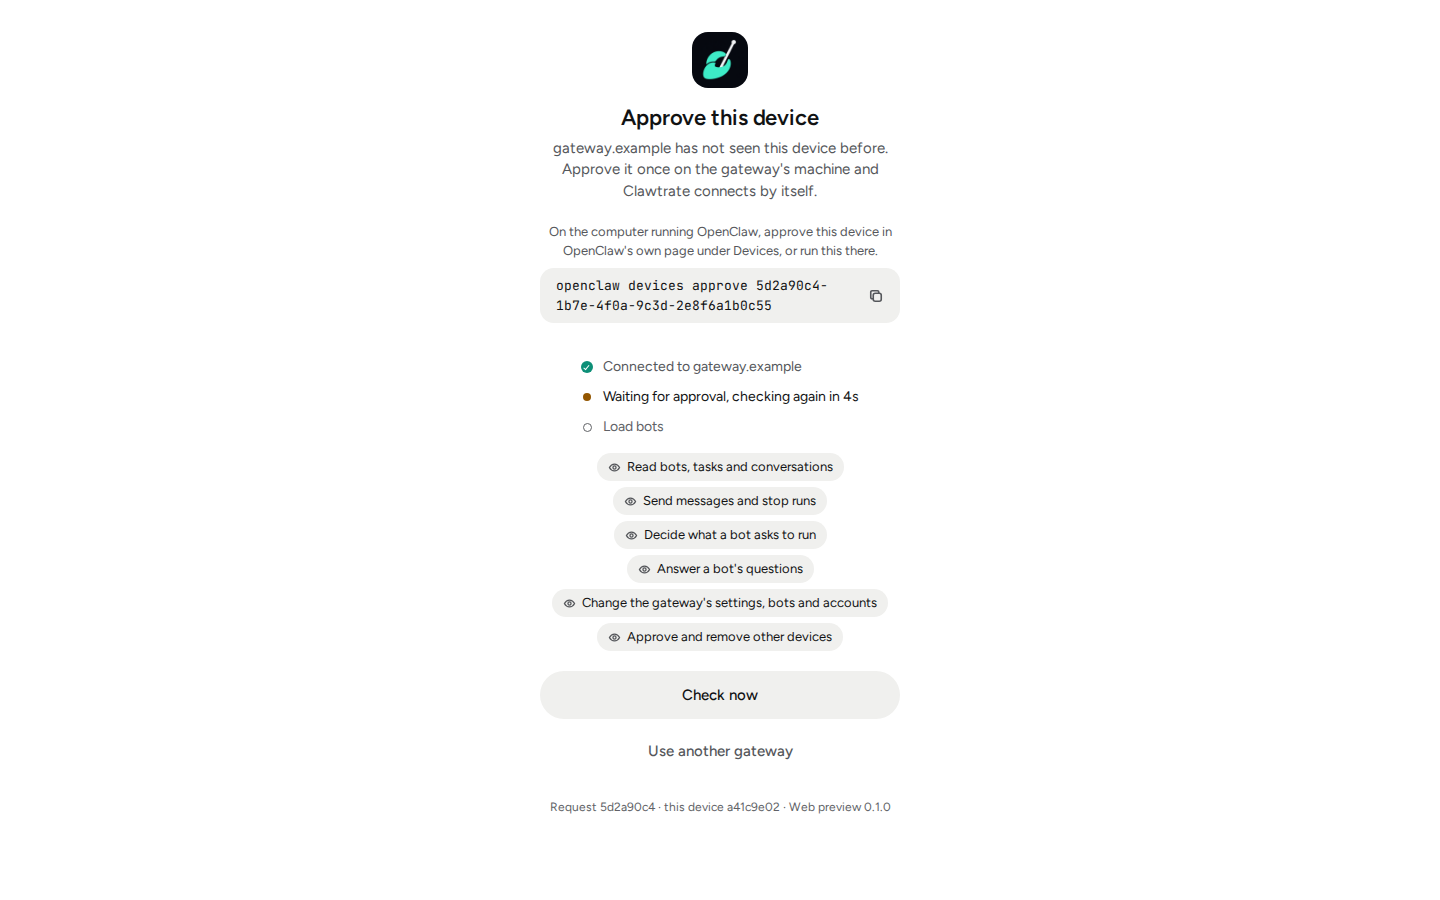 Approve this device
gateway.example has not seen this device before.
Approve it once on the gateway's machine and
Clawtrate connects by itself.
On the computer running OpenClaw, approve this device in
OpenClaw's own page under Devices, or run this there.
openclaw devices approve 5d2a90c4-
1b7e-4f0a-9c3d-2e8f6a1b0c55
Connected to gateway.example
Waiting for approval, checking again in 4s
Load bots
Read bots, tasks and conversations
Send messages and stop runs
Decide what a bot asks to run
Answer a bot's questions
Change the gateway's settings, bots and accounts
Approve and remove other devices
Check now
Use another gateway
Request 5d2a90c4 · this device a41c9e02 · Web preview 0.1.0